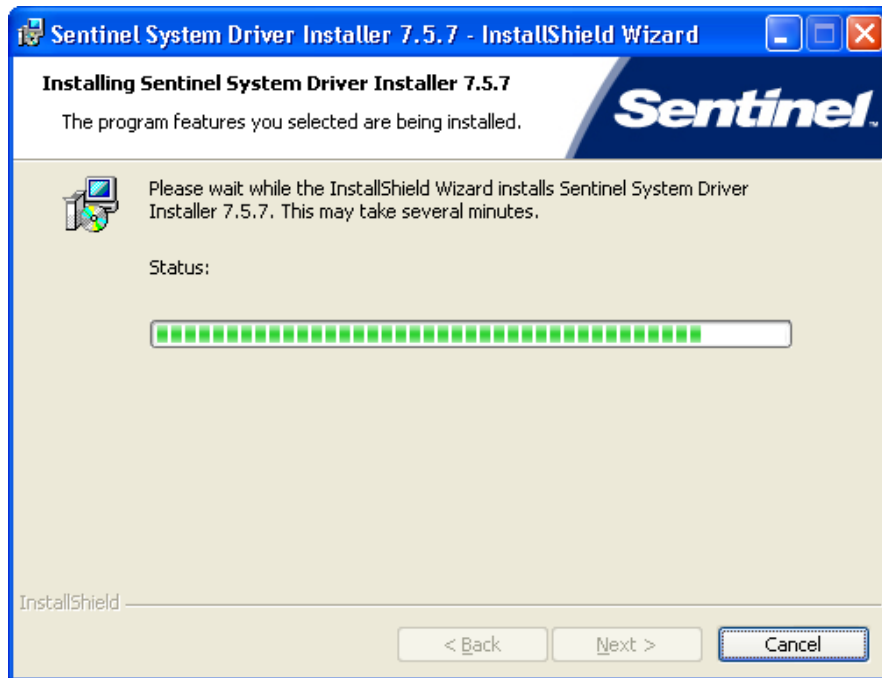 Sentinel System Driver Installer 7.5.7 - InstallShield Wizard
Installing Sentinel System Driver Installer 7.5.7
The program features you selected are being installed.
Sentinel.
Please wait while the InstallShield Wizard installs Sentinel System Driver
Installer 7.5.7. This may take several minutes.
Status:
InstallShield
< Back
Next >
Cancel